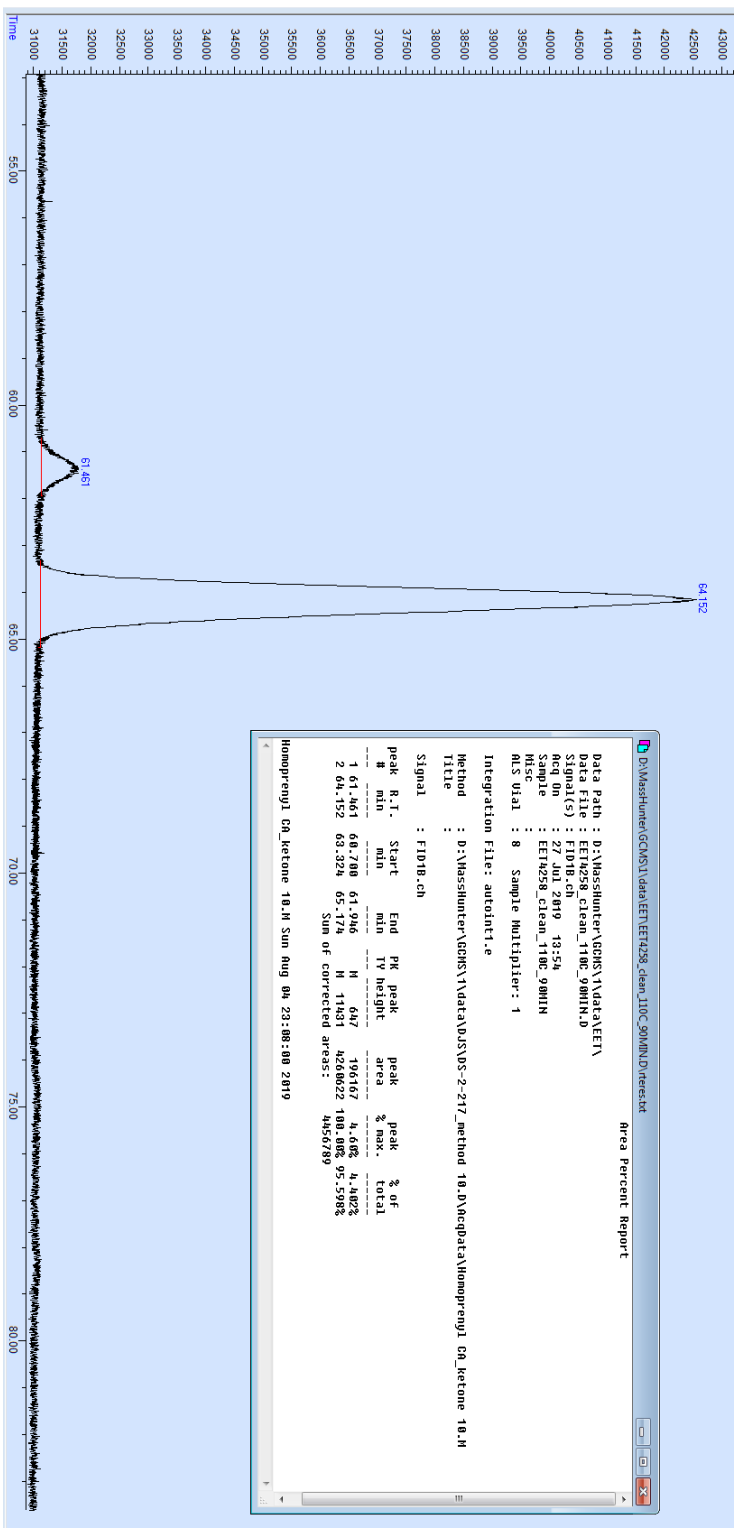 43000
42500
42000
41500
41000
40500
40000
39500
39000
38500
38000
37500
37000
36500
36000
35500
35000
34500
34000
33500
33000
32500
32000
31500
31000
Time
55.00
60.00
65.00
70.00
75.00
80.00
61.461
64.152
D:\MassHunter\GCMS\1\data\EET\EET4258_clean_110C_90MIN.D\rteres.txt
Area Percent Report
Data Path : D:\MassHunter\GCMS\1\data\EET\
Data File : EET4258_clean_110C_90MIN.D
Signal(s) : FID1B.ch
Acq On : 27 Jul 2019 13:54
Sample : EET4258_clean_110C_90MIN
Misc :
ALS Vial : 8 Sample Multiplier: 1
Integration File: autoint1.e
Method : D:\MassHunter\GCMS\1\data\DJS\DS-2-217_method 10.D\AcqData\Homoprenyl CA_ketone 10.M
Title :
Signal : FID1B.ch
peak R.T. Start End PK peak peak peak % of
# min min min TY height area % max. total
--- ----- ----- ----- --- ------- ------- ------ -------
1 61.461 60.700 61.946 M 647 196167 4.60% 4.402%
2 64.152 63.324 65.174 M 11431 4260622 100.00% 95.598%
Sum of corrected areas: 4456789
Homoprenyl CA_ketone 10.M Sun Aug 04 23:08:00 2019